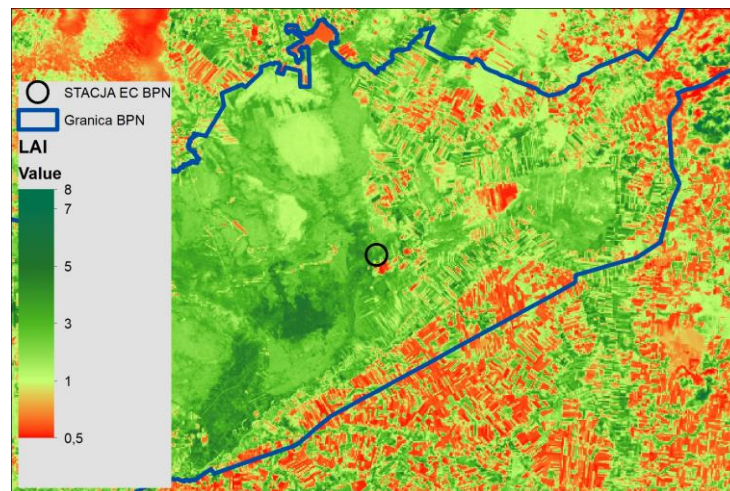 STACJA EC BPN
Granica BPN
LAI
Value
8
7
5
3
1
0,5